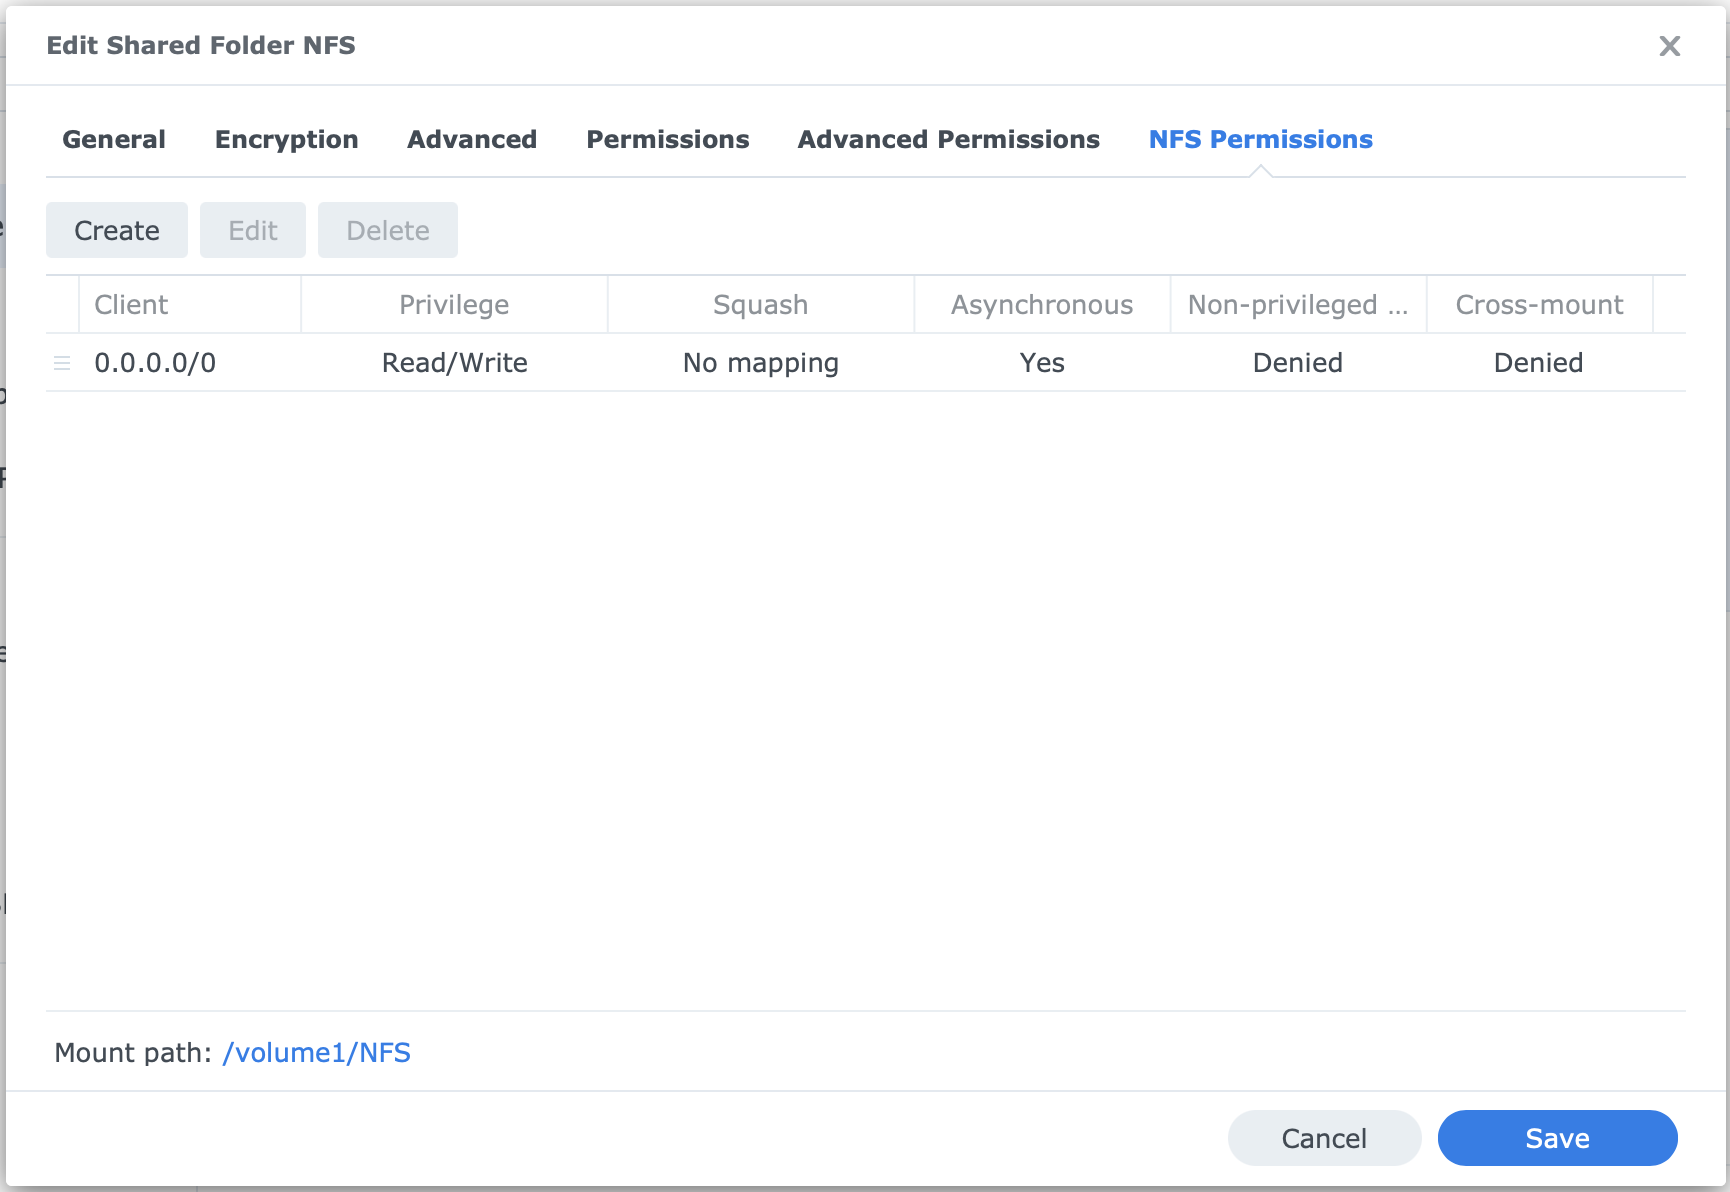 Edit Shared Folder NFS
General Encryption Advanced Permissions Advanced Permissions NFS Permissions
Create Edit Delete
Client Privilege Squash Asynchronous Non-privileged ... Cross-mount
0.0.0.0/0 Read/Write No mapping Yes Denied Denied
Mount path: /volume1/NFS
Cancel Save